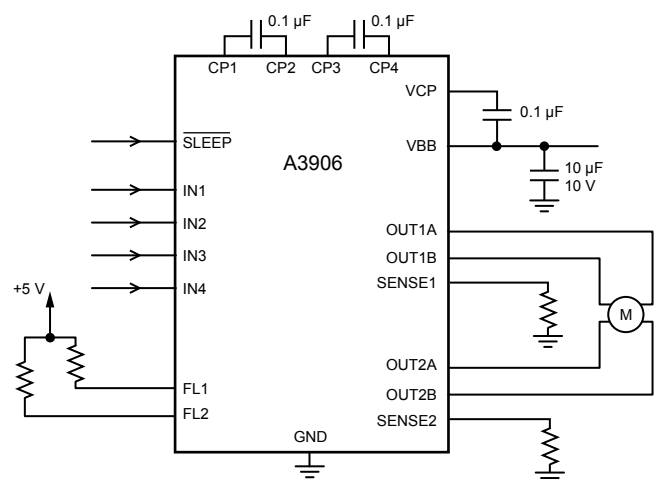 0.1 µF
0.1 µF
CP1
CP2
CP3
CP4
VCP
0.1 µF
SLEEP
VBB
A3906
10 µF
10 V
IN1
IN2
OUT1A
IN3
OUT1B
SENSE1
+5 V
IN4
M
OUT2A
FL1
OUT2B
FL2
SENSE2
GND